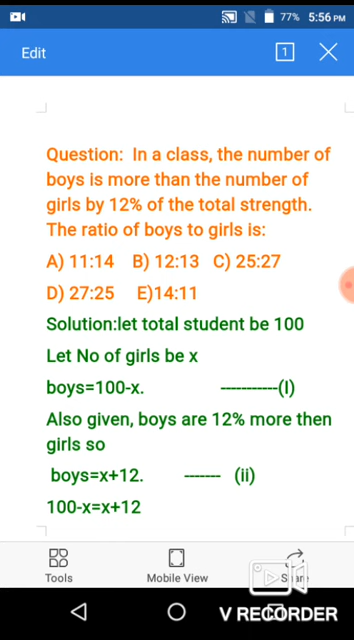 77% 5:56 PM
Edit 1
Question: In a class, the number of
boys is more than the number of
girls by 12% of the total strength.
The ratio of boys to girls is:
A) 11:14 B) 12:13 C) 25:27
D) 27:25 E)14:11
Solution:let total student be 100
Let No of girls be x
boys=100-x. -----------(I)
Also given, boys are 12% more then
girls so
boys=x+12. ------- (ii)
100-x=x+12
Tools Mobile View Share
V RECORDER